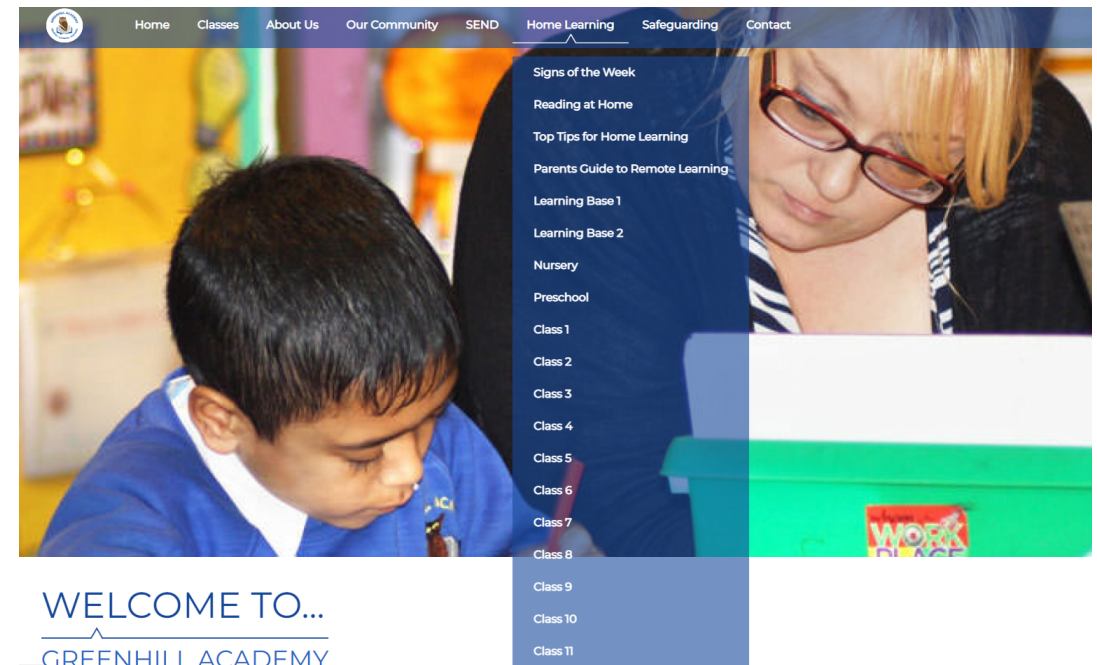 Home Classes About Us Our Community SEND Home Learning Safeguarding Contact
Signs of the Week
Reading at Home
Top Tips for Home Learning
Parents Guide to Remote Learning
Learning Base 1
Learning Base 2
Nursery
Preschool
Class 1
Class 2
Class 3
Class 4
Class 5
Class 6
Class 7
Class 8
Class 9
Class 10
Class 11
WORK
PLACE
WELCOME TO...
GREENHILL ACADEMY